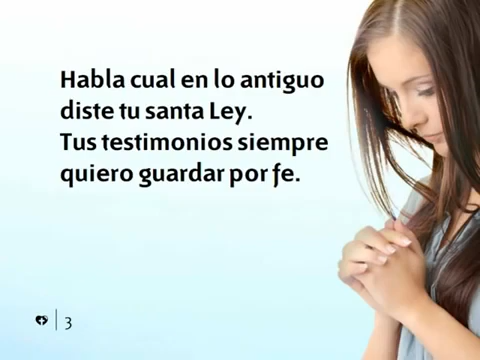 Habla cual en lo antiguo
diste tu santa Ley.
Tus testimonios siempre
quiero guardar por fe.
3